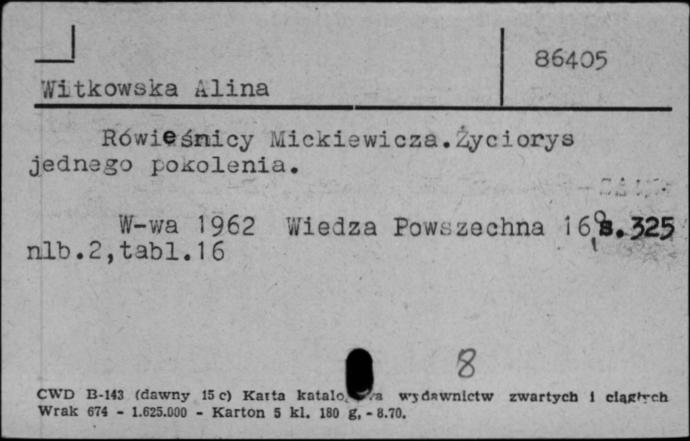 86405
Witkowska Alina
Rówieśnicy Mickiewicza.Życiorys
jednego pokolenia.
W-wa 1962 Wiedza Powszechna 16° s.325
nlb.2,tabl.16
8
CWD B-143 (dawny 15 c) Karta wydawnictw zwartych i ciągłych
Wrak 674 - 1.625.000 - Karton 5 kl. 180 g. - 8.70.